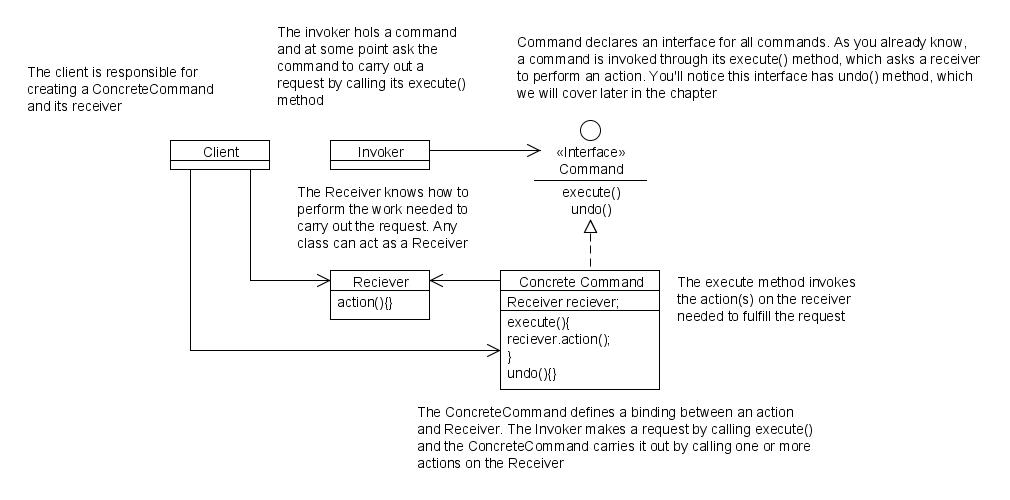 The invoker hols a command
and at some point ask the
command to carry out a
request by calling its execute()
method
Command declares an interface for all commands. As you already know,
a command is invoked through its execute() method, which asks a receiver
to perform an action. You'll notice this interface has undo() method, which
we will cover later in the chapter
The client is responsible for
creating a ConcreteCommand
and its receiver
Client
Invoker
«Interface»
Command
execute()
undo()
The Receiver knows how to
perform the work needed to
carry out the request. Any
class can act as a Receiver
Reciever
action(){}
Concrete Command
Receiver reciever;
execute(){
reciever.action();
}
undo(){}
The execute method invokes
the action(s) on the receiver
needed to fulfill the request
The ConcreteCommand defines a binding between an action
and Receiver. The Invoker makes a request by calling execute()
and the ConcreteCommand carries it out by calling one or more
actions on the Receiver